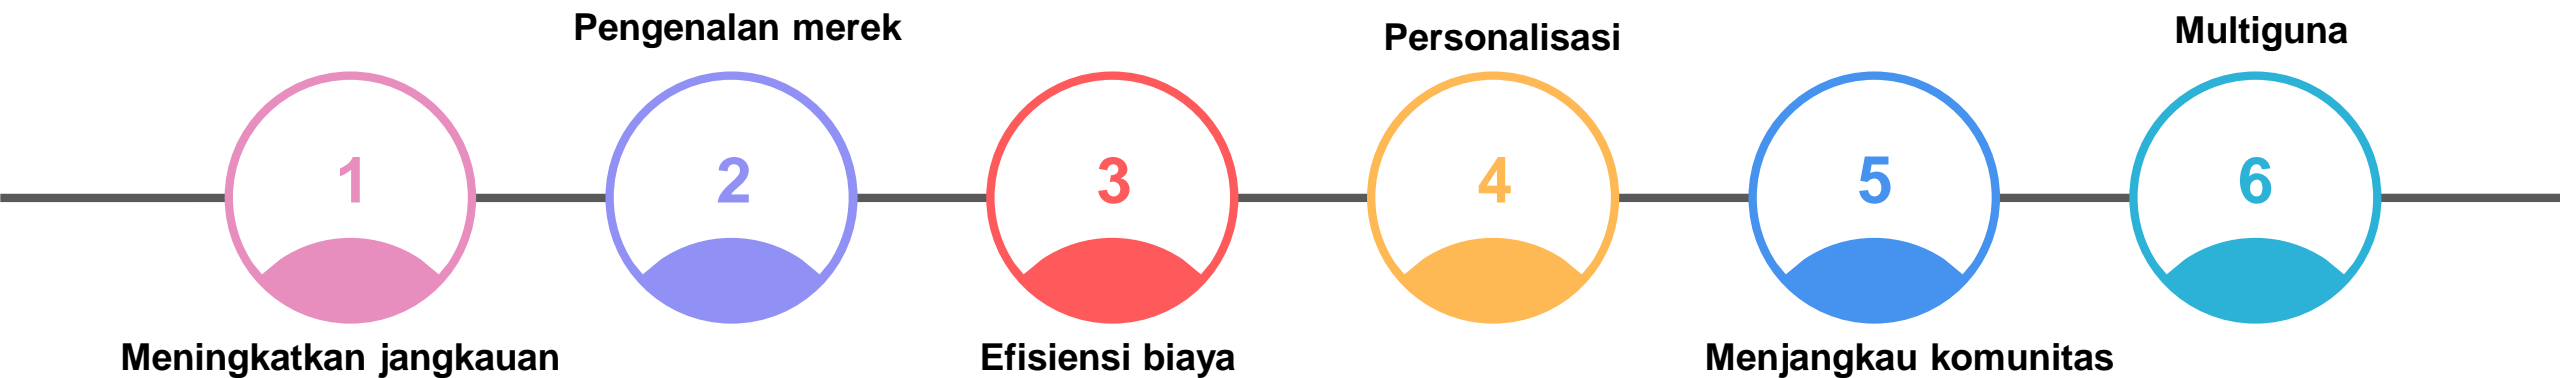 1
Meningkatkan jangkauan
2
Pengenalan merek
3
Efisiensi biaya
4
Personalisasi
5
Menjangkau komunitas
6
Multiguna